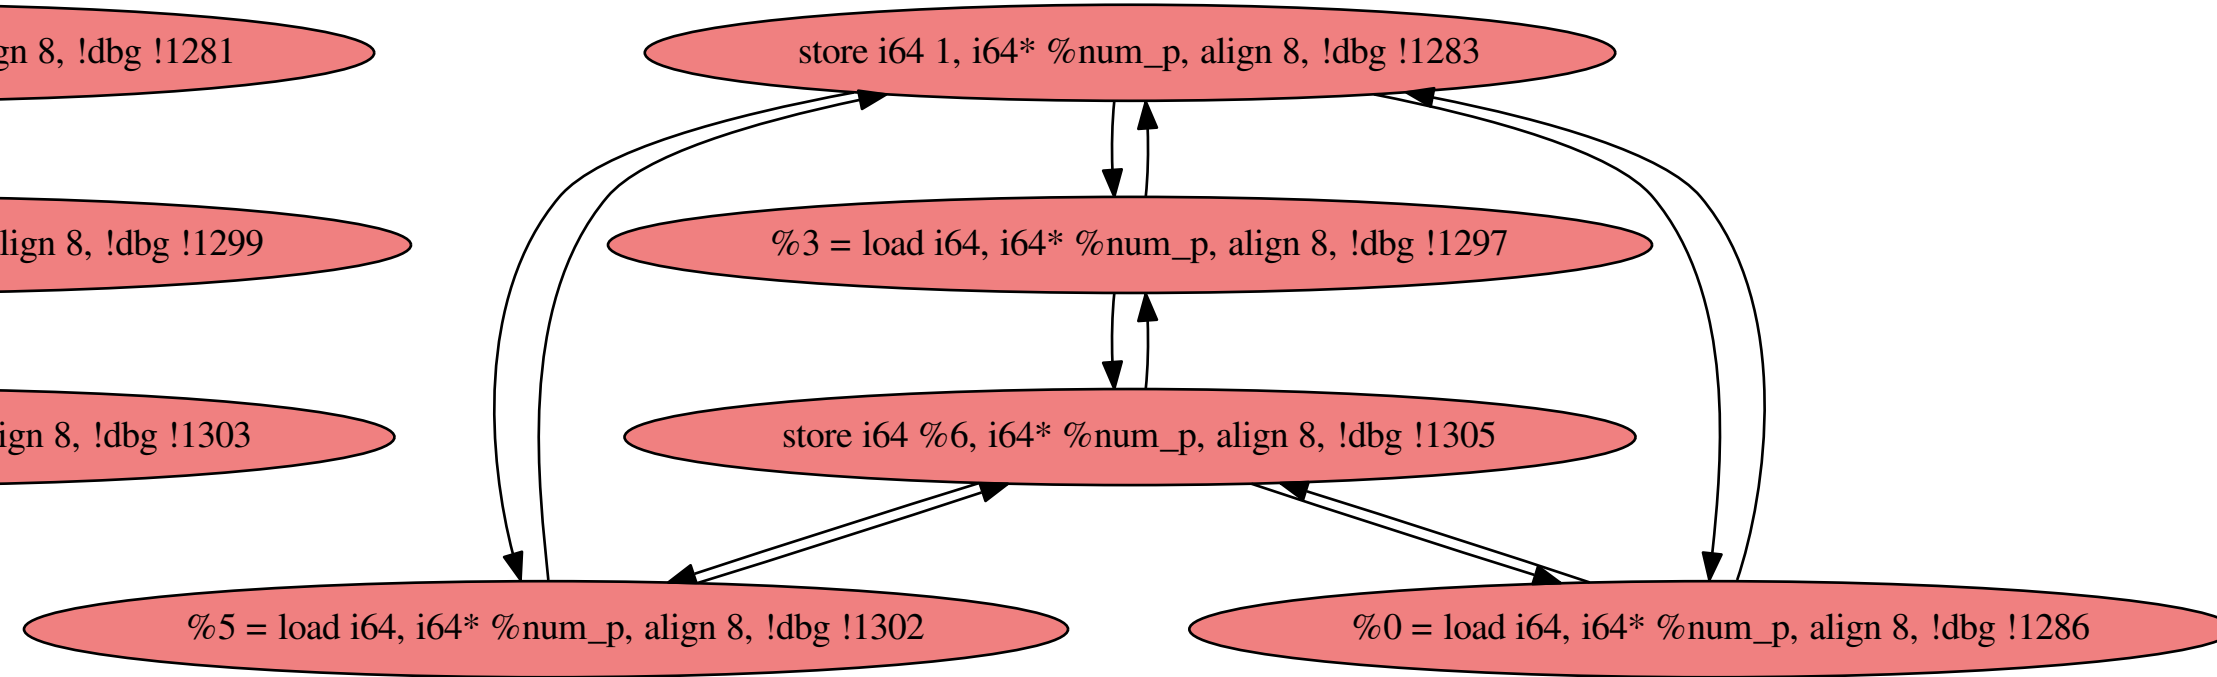 gn 8, !dbg !1281
store i64 1, i64* %num_p, align 8, !dbg !1283
lign 8, !dbg !1299
%3 = load i64, i64* %num_p, align 8, !dbg !1297
ign 8, !dbg !1303
store i64 %6, i64* %num_p, align 8, !dbg !1305
%5 = load i64, i64* %num_p, align 8, !dbg !1302
%0 = load i64, i64* %num_p, align 8, !dbg !1286